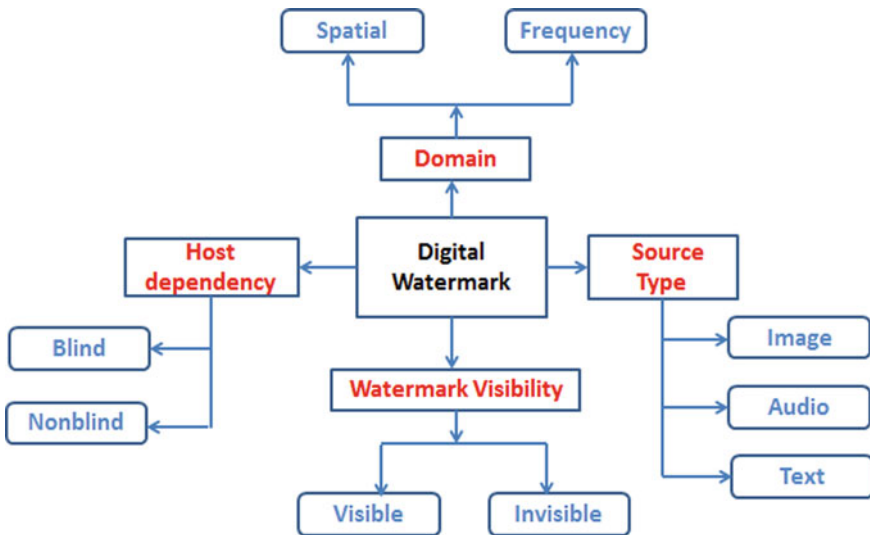 Spatial
Frequency
Domain
Host
dependency
Digital
Watermark
Source
Type
Blind
Nonblind
Watermark Visibility
Image
Audio
Text
Visible
Invisible